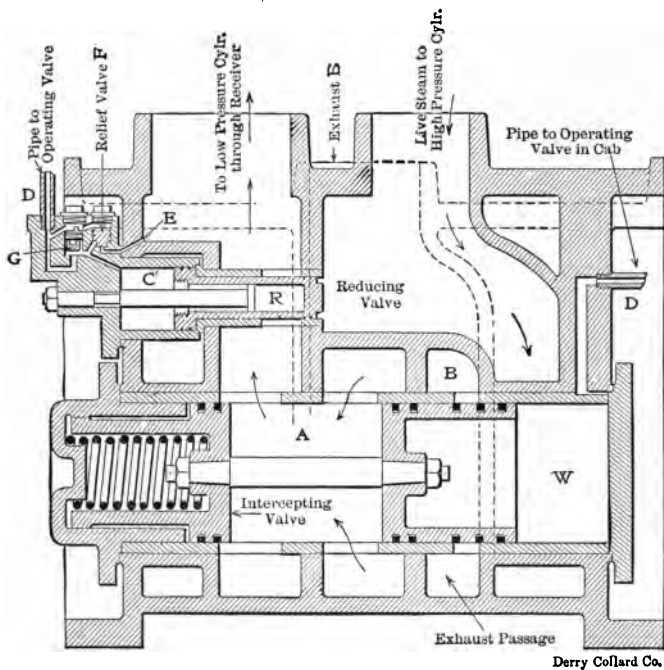 Pipe to
Operating Valve
Relief Valve F
To Low Pressure Cylr.
through Receiver
Exhaust B
Live Steam to
High Pressure Cylr.
Pipe to Operating
Valve in Cab
D
E
G
C
R
Reducing
Valve
D
B
A
W
Intercepting
Valve
Exhaust Passage
Derry Collard Co.